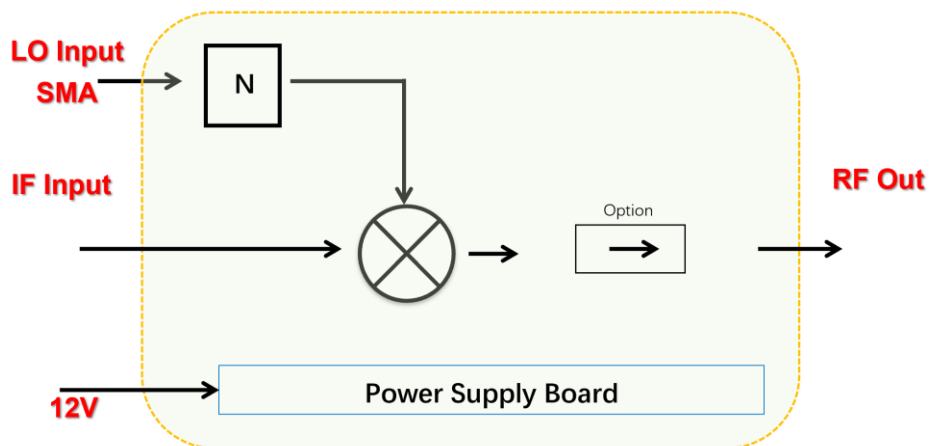 LO Input
SMA
N
IF Input
RF Out
Option
12V
Power Supply Board